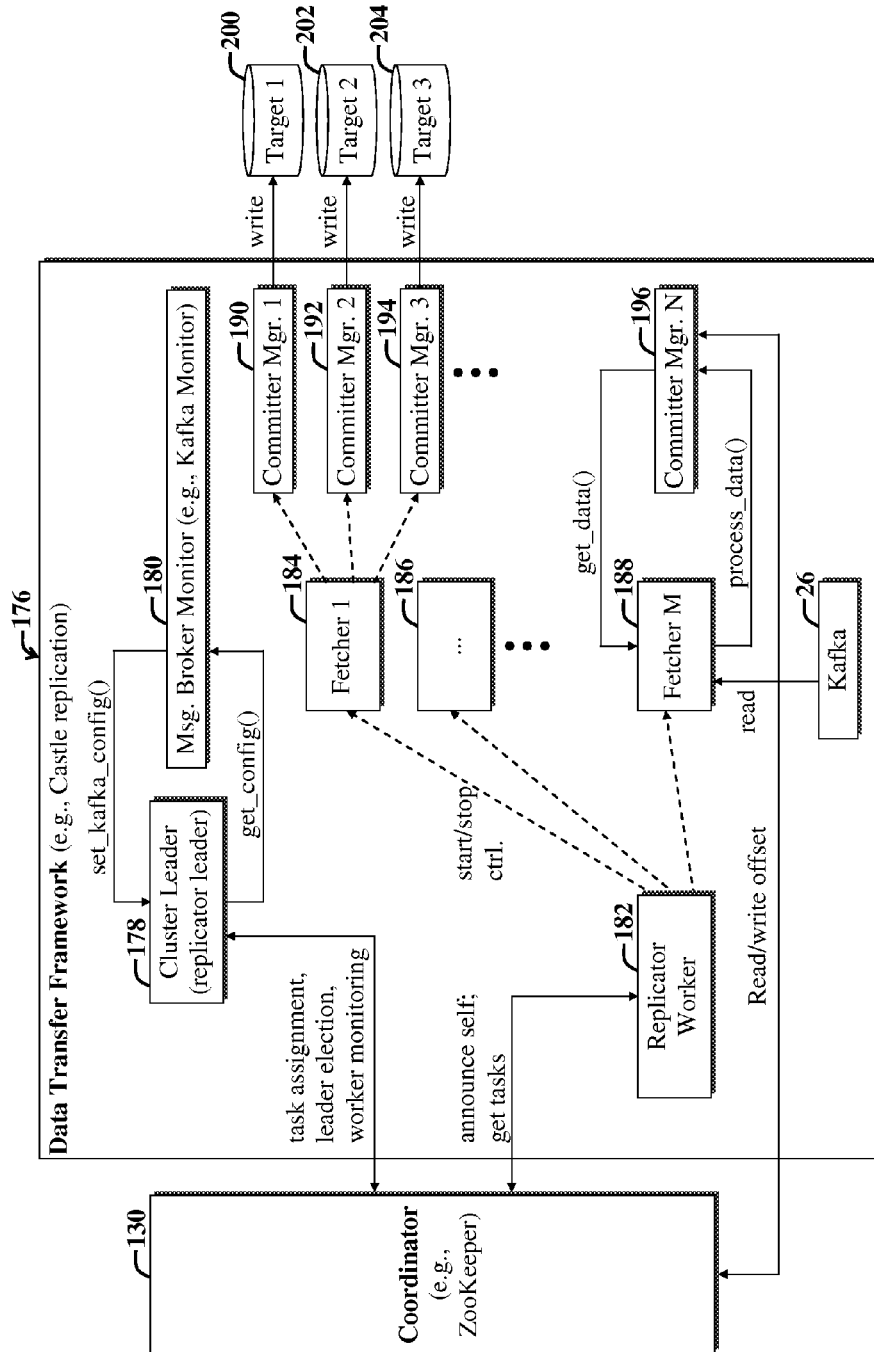 176
Data Transfer Framework (e.g., Castle replication)
130
Coordinator
(e.g.,
ZooKeeper)
178
Cluster Leader
(replicator leader)
set_kafka_config()
get_config()
180
Msg. Broker Monitor (e.g., Kafka Monitor)
task assignment,
leader election,
worker monitoring
announce self;
get tasks
182
Replicator
Worker
start/stop
ctrl.
184
Fetcher 1
186
...
188
Fetcher M
read
26
Kafka
Read/write offset
get_data()
process_data()
190
Committer Mgr. 1
192
Committer Mgr. 2
194
Committer Mgr. 3
196
Committer Mgr. N
write
write
write
200
Target 1
202
Target 2
204
Target 3